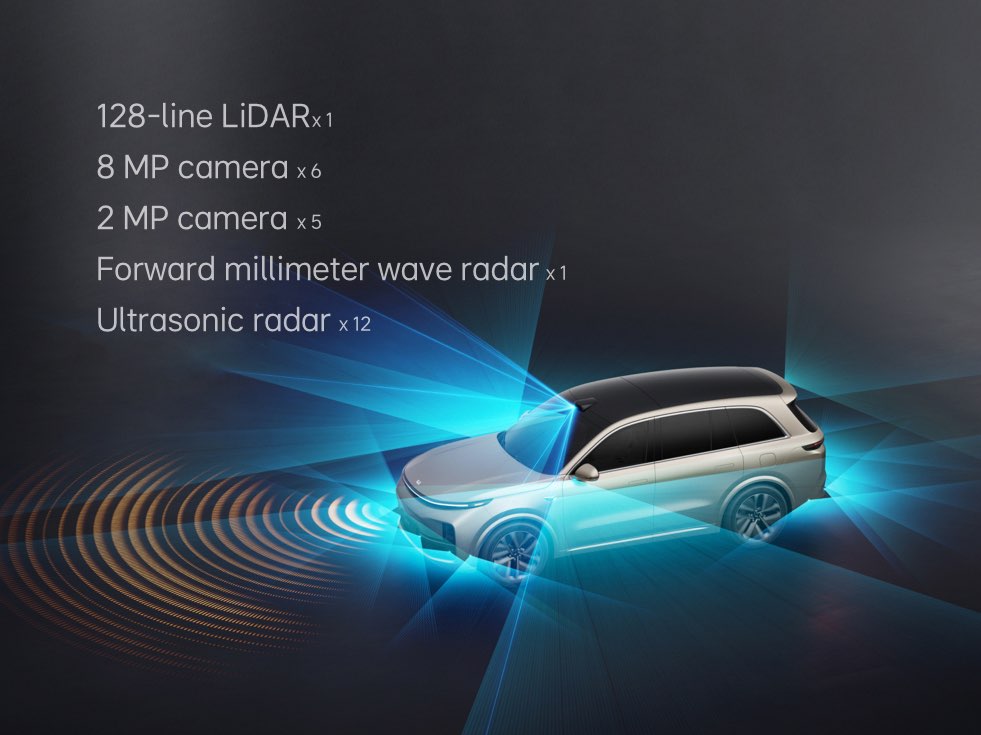 128-line LiDARx 1
8 MP camera x 6
2 MP camera x 5
Forward millimeter wave radar x 1
Ultrasonic radar x 12